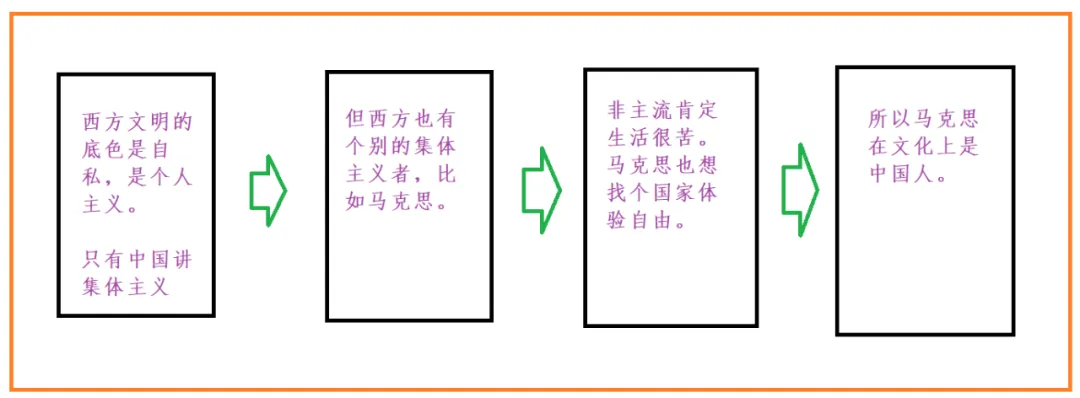 西方文明的
底色是自
私，是个人
主义。
只有中国讲
集体主义
但西方也有
个别的集体
主义者，比
如马克思。
非主流肯定
生活很苦。
马克思也想
找个国家体
验自由。
所以马克思
在文化上是
中国人。